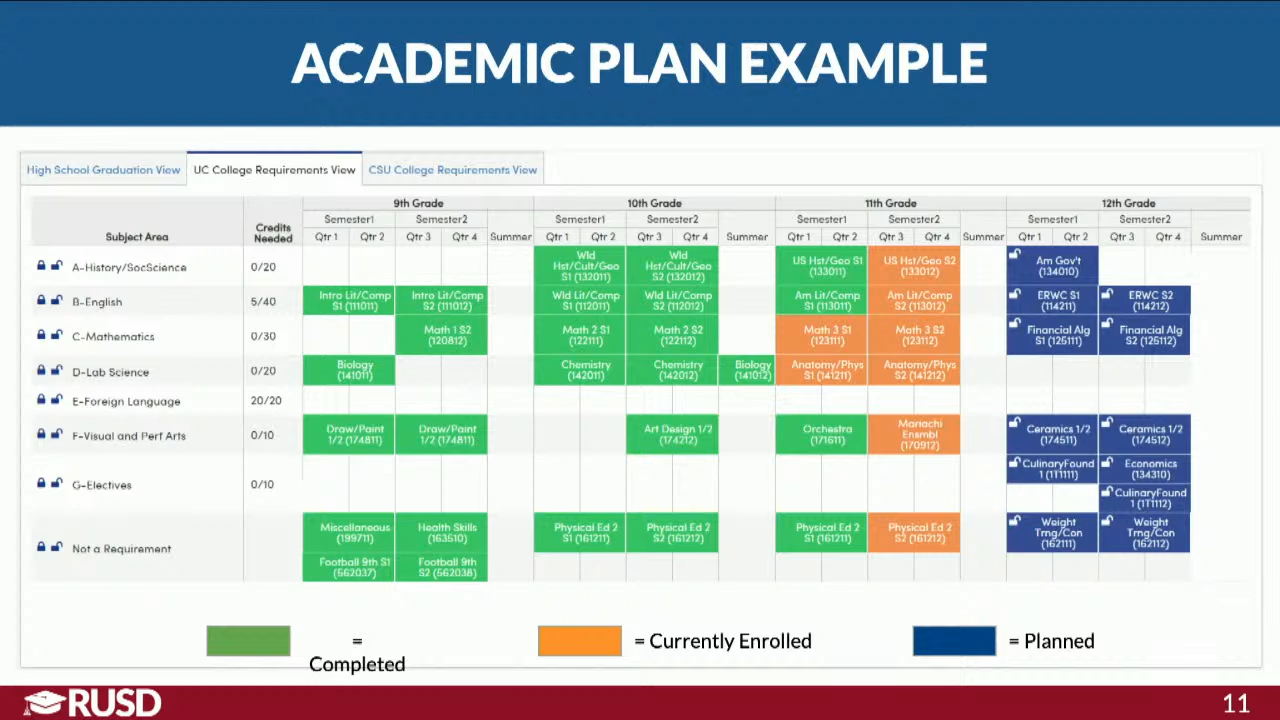 ACADEMIC PLAN EXAMPLE
High School Graduation View
UC College Requirements View
CSU College Requirements View
9th Grade
10th Grade
11th Grade
12th Grade
Subject Area
Credits
Needed
Semester1
Semester2
Semester1
Semester2
Semester1
Semester2
Semester1
Semester2
Qtr 1
Qtr 2
Qtr 3
Qtr 4
Summer
Qtr 1
Qtr 2
Qtr 3
Qtr 4
Summer
Qtr 1
Qtr 2
Qtr 3
Qtr 4
Summer
Qtr 1
Qtr 2
Qtr 3
Qtr 4
Summer
A-History/SocScience
0/20
Wld
Hst/Cult/Geo
S1 (132011)
Wld
Hst/Cult/Geo
S2 (132012)
US Hst/Geo S1
(133011)
US Hst/Geo S2
(133012)
Am Gov't
(134010)
B-English
5/40
Intro Lit/Comp
S1 (111011)
Intro Lit/Comp
S2 (111012)
Wld Lit/Comp
S1 (112011)
Wld Lit/Comp
S2 (112012)
Am Lit/Comp
S1 (113011)
Am Lit/Comp
S2 (113012)
ERWC S1
(114211)
ERWC S2
(114212)
C-Mathematics
0/30
Math 1 S2
(120812)
Math 2 S1
(122111)
Math 2 S2
(122112)
Math 3 S1
(123111)
Math 3 S2
(123112)
Financial Alg
S1 (125111)
Financial Alg
S2 (125112)
D-Lab Science
0/20
Biology
(141011)
Chemistry
(142011)
Chemistry
(142012)
Biology
(141012)
Anatomy/Phys
S1 (141211)
Anatomy/Phys
S2 (141212)
E-Foreign Language
20/20
F-Visual and Perf Arts
0/10
Draw/Paint
1/2 (174811)
Draw/Paint
1/2 (174811)
Art Design 1/2
(174212)
Orchestra
(171611)
Mariachi
Ensmbl
(170912)
Ceramics 1/2
(174511)
Ceramics 1/2
(174512)
G-Electives
0/10
CulinaryFound
1 (1T1111)
Economics
(134310)
CulinaryFound
1 (1T1112)
Not a Requirement
Miscellaneous
(199711)
Health Skills
(163510)
Physical Ed 2
S1 (161211)
Physical Ed 2
S2 (161212)
Physical Ed 2
S1 (161211)
Physical Ed 2
S2 (161212)
Weight
Trng/Con
(162111)
Weight
Trng/Con
(162112)
Football 9th S1
(562037)
Football 9th
S2 (562038)
=
Completed
= Currently Enrolled
= Planned
RUSD
11